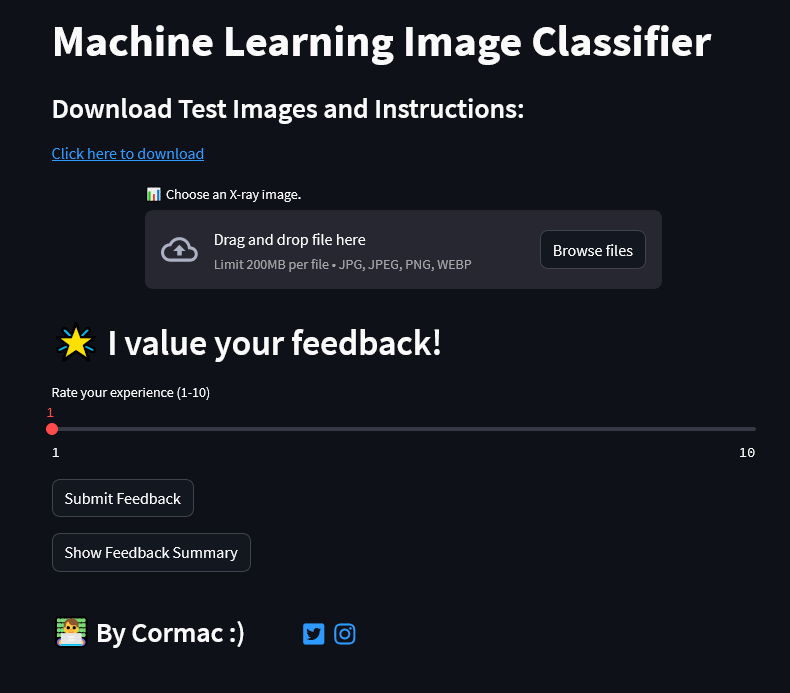 Machine Learning Image Classifier
Download Test Images and Instructions:
Click here to download
Choose an X-ray image.
Drag and drop file here
Limit 200MB per file • JPG, JPEG, PNG, WEBP
Browse files
I value your feedback!
Rate your experience (1-10)
1
1 10
Submit Feedback
Show Feedback Summary
By Cormac :)